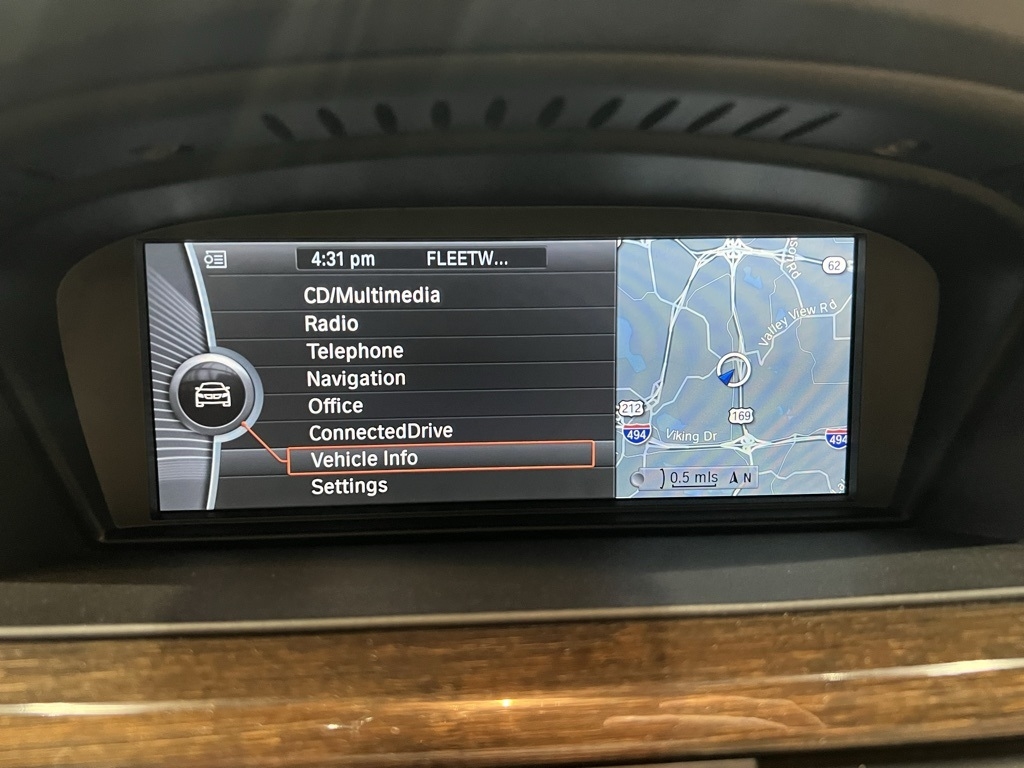 4:31 pm FLEETW...
CD/Multimedia
Radio
Telephone
Navigation
Office
ConnectedDrive
Vehicle Info
Settings
62
Valley View Rd
212
169
494
Viking Dr
494
0.5 mls
N